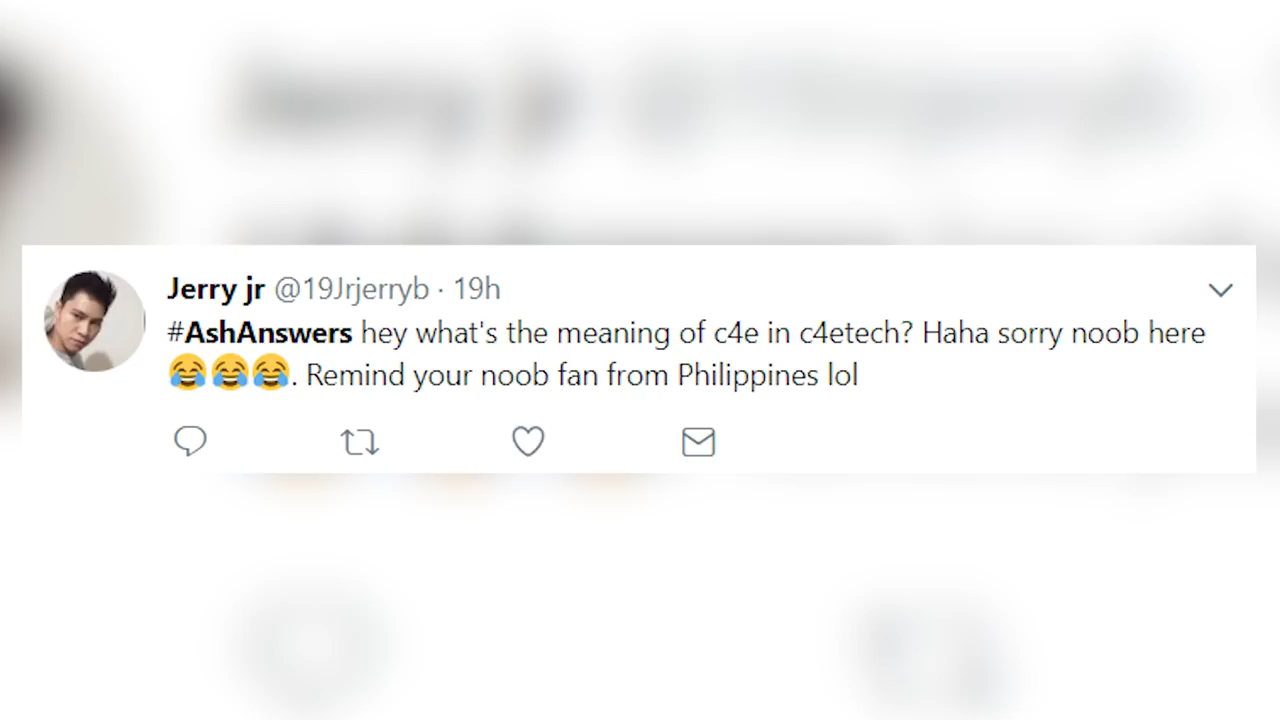 Jerry jr @19Jrjerryb · 19h
#AshAnswers hey what's the meaning of c4e in c4etech? Haha sorry noob here
😂😂😂. Remind your noob fan from Philippines lol